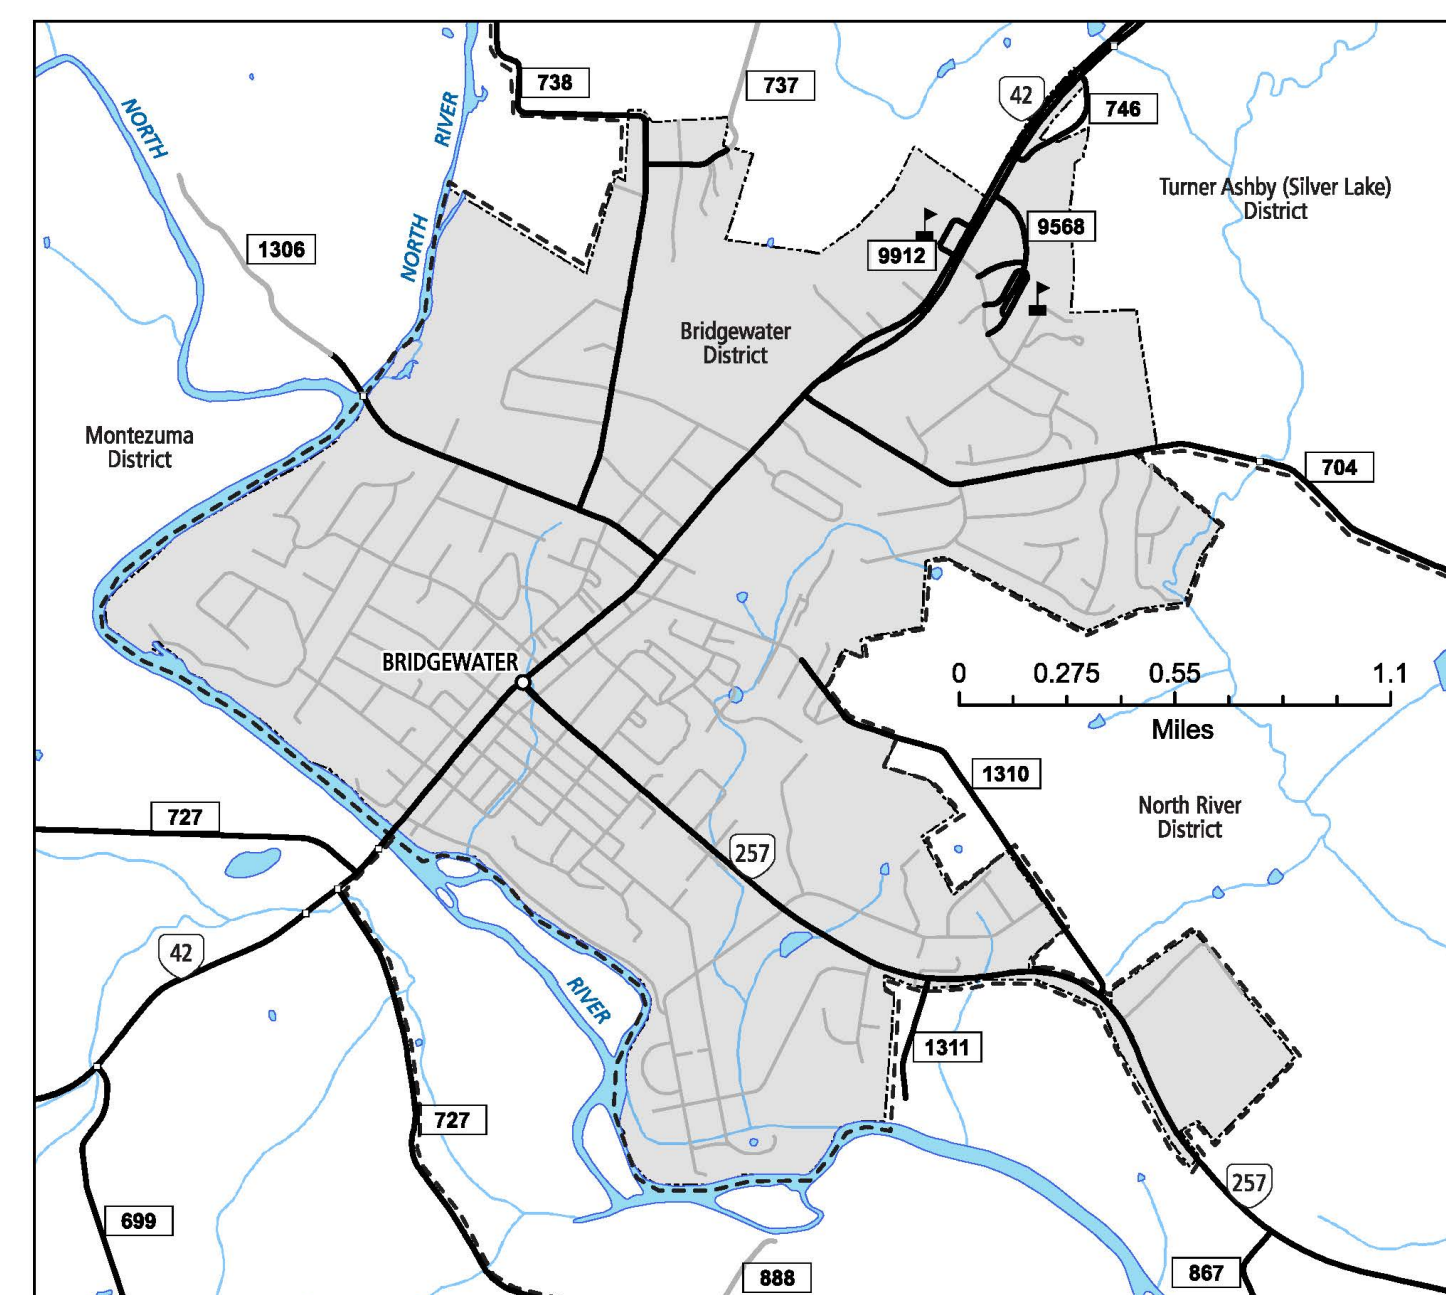 738
737
42
746
NORTH
RIVER
Turner Ashby (Silver Lake)
District
1306
NORTH
9568
9912
Bridgewater
District
Montezuma
District
704
BRIDGEWATER
0 0.275 0.55 1.1
Miles
1310
North River
District
727
257
42
RIVER
1311
727
257
699
888
867